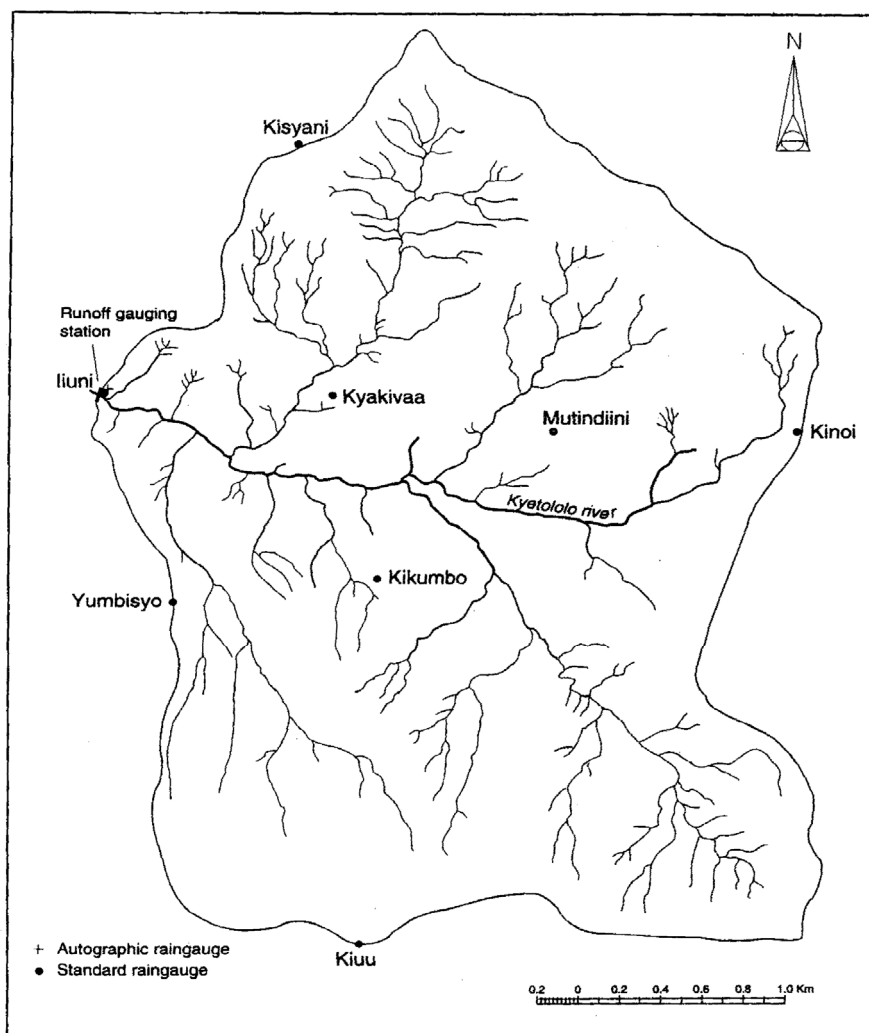 N
Kisyani
Runoff gauging
station
Iiuni
Kyakivaa
Mutindiini
Kinoi
Kyetololo river
Kikumbo
Yumbisyo
+ Autographic raingauge
● Standard raingauge
Kiuu
0.2 0 0.2 0.4 0.6 0.8 1.0 Km